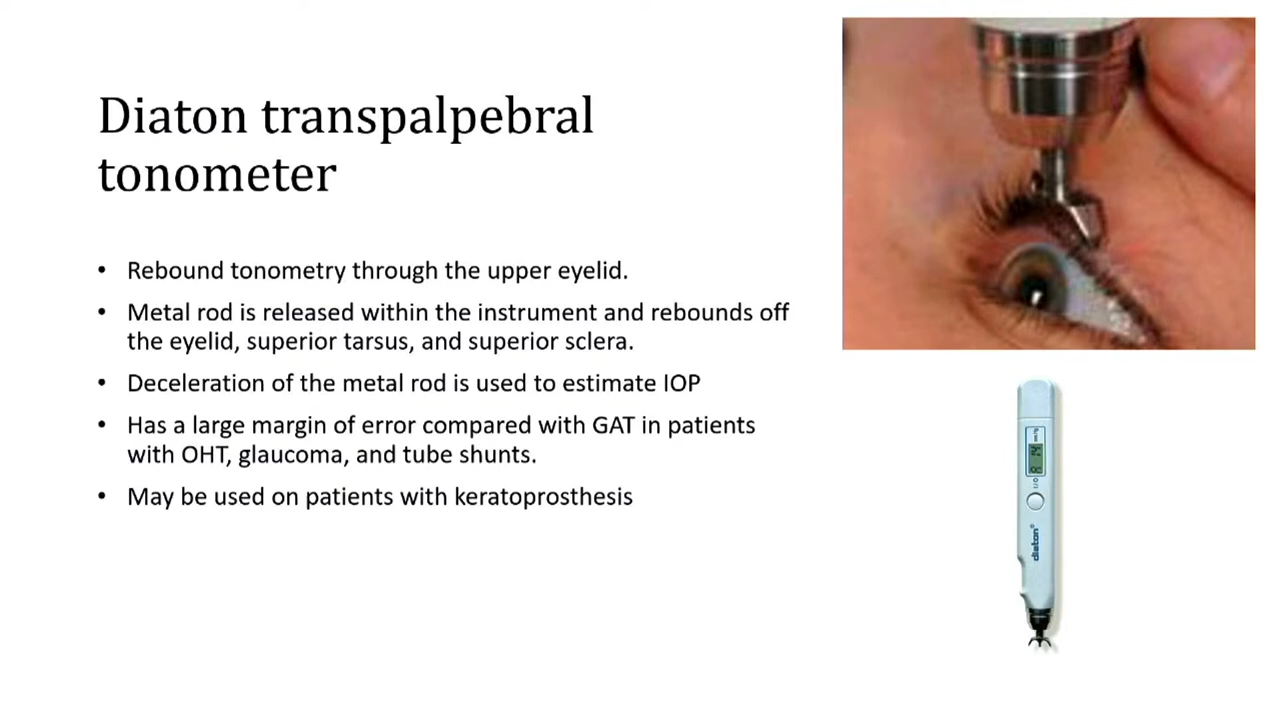 Diaton transpalpebral
tonometer
• Rebound tonometry through the upper eyelid.
• Metal rod is released within the instrument and rebounds off
the eyelid, superior tarsus, and superior sclera.
• Deceleration of the metal rod is used to estimate IOP
• Has a large margin of error compared with GAT in patients
with OHT, glaucoma, and tube shunts.
• May be used on patients with keratoprosthesis
14
diaton